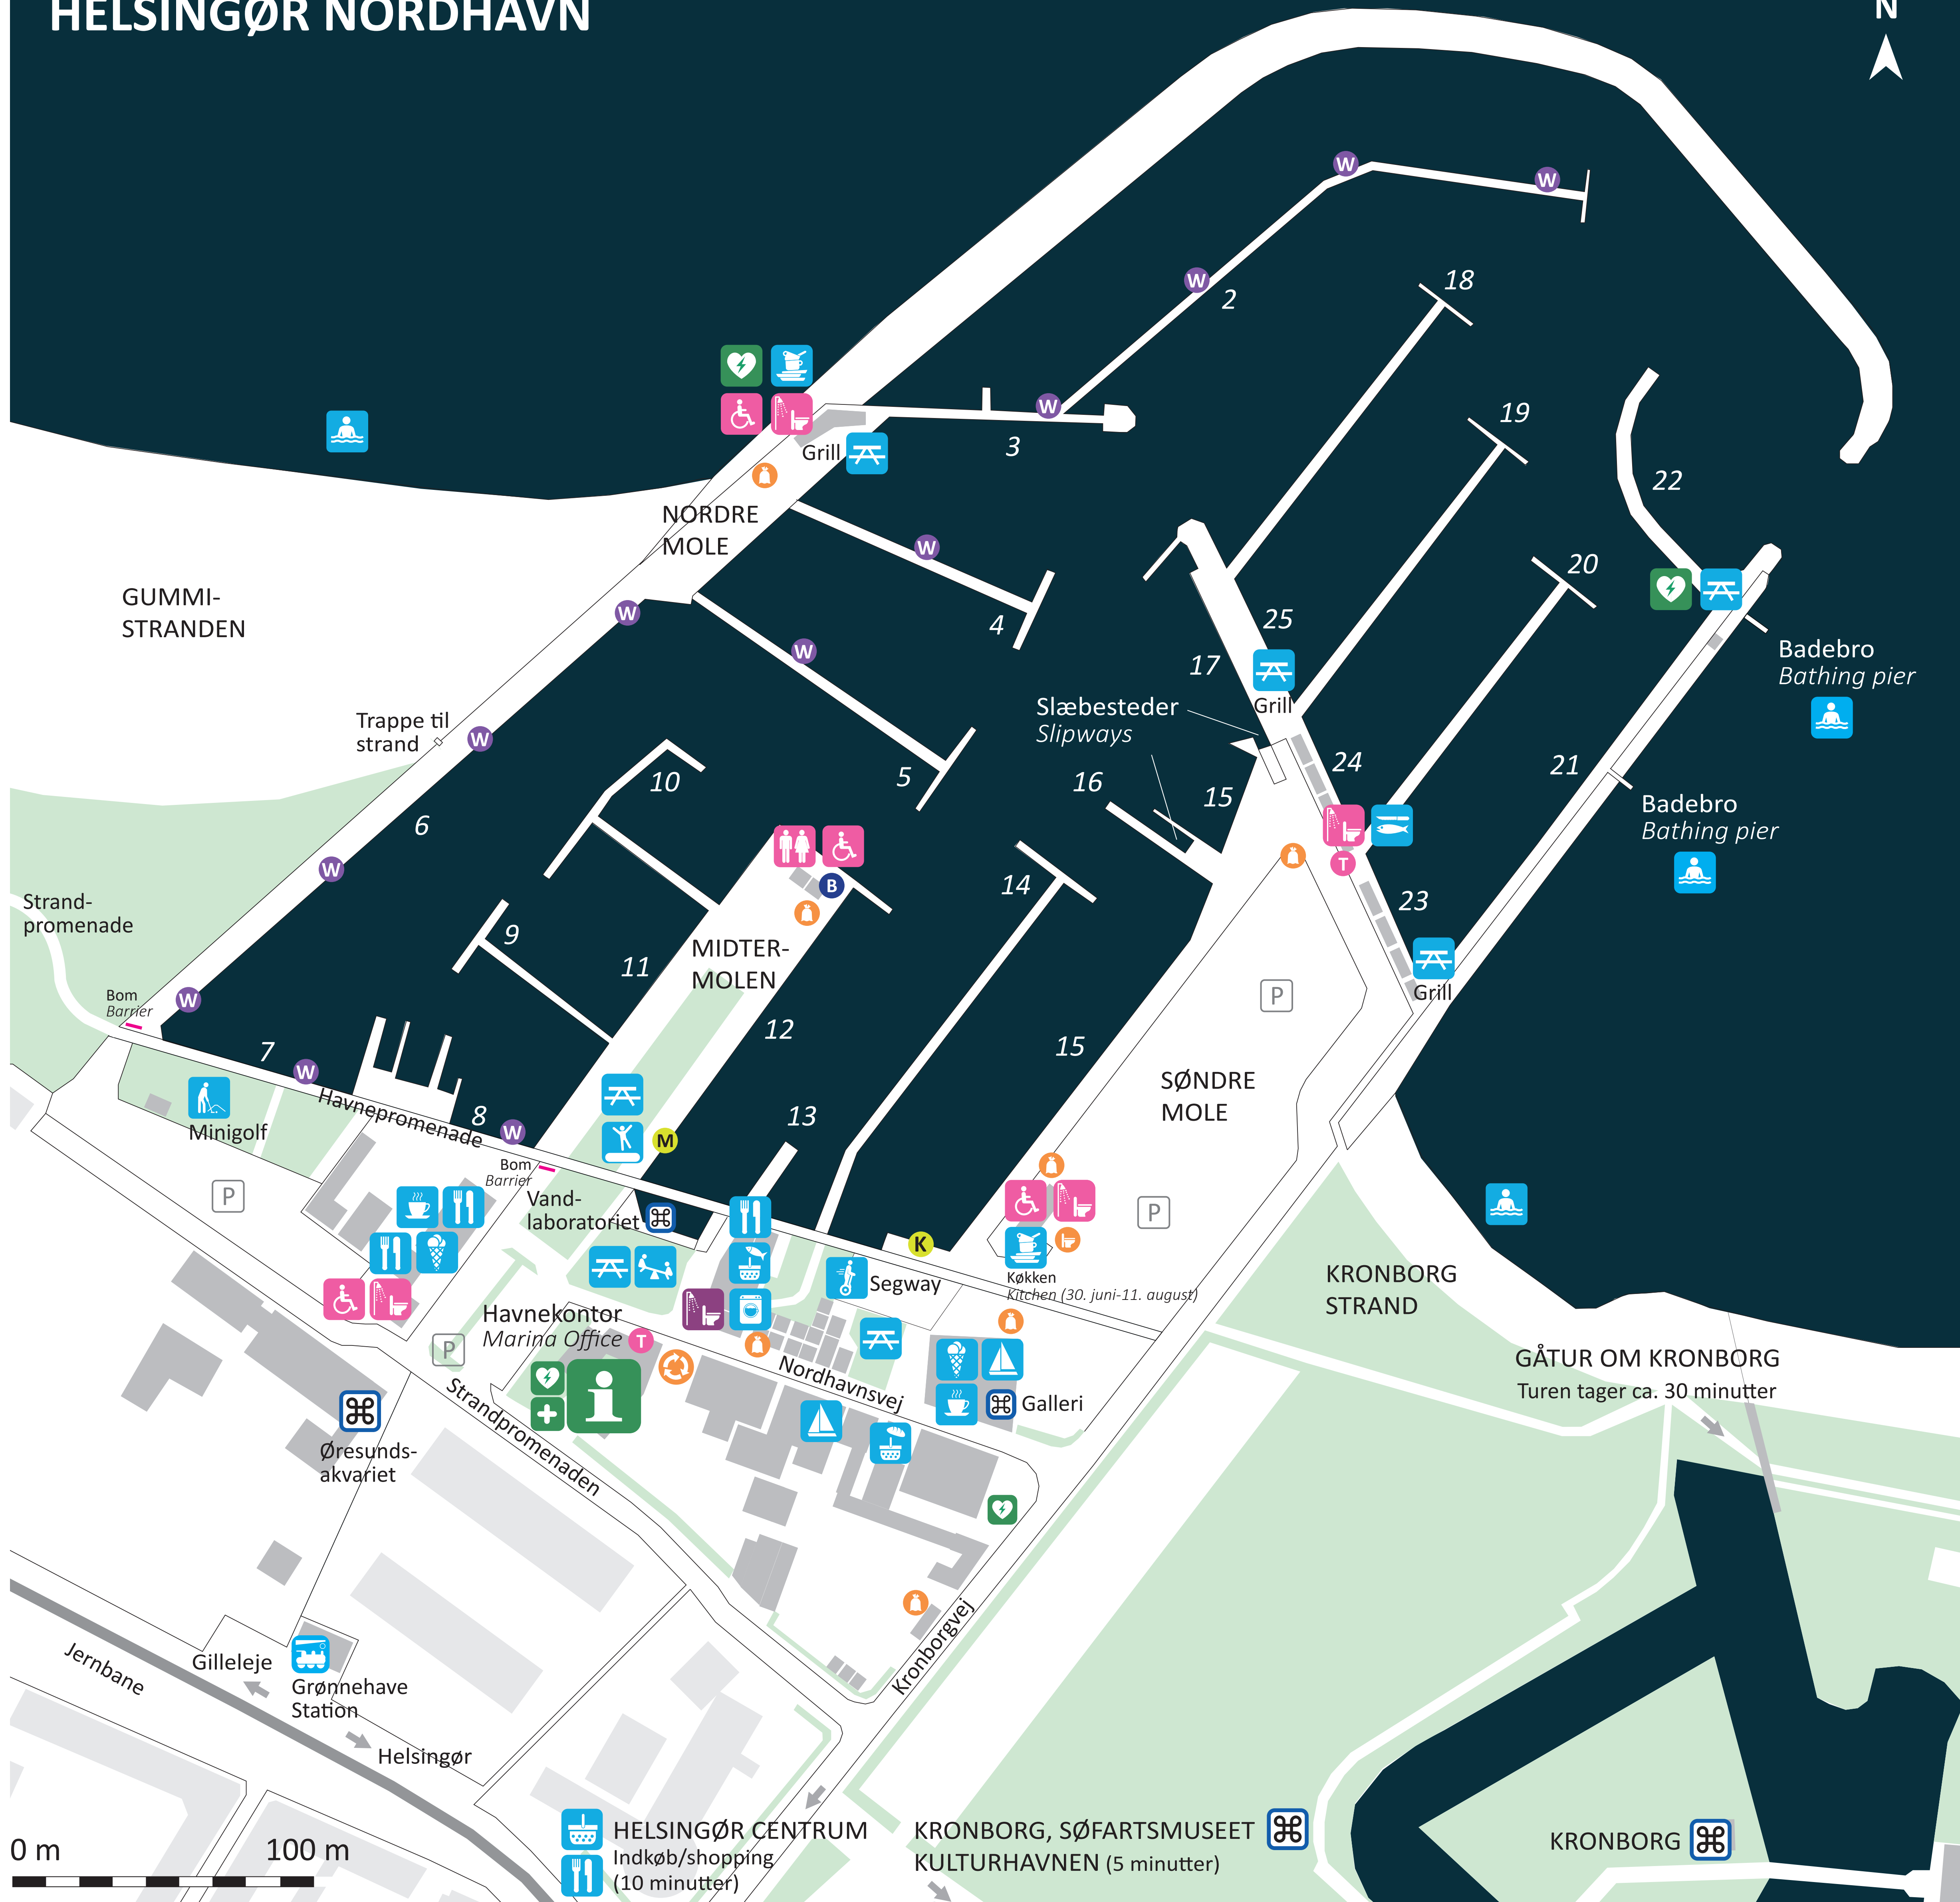 HELSINGØR NORDHAVN
N
W
W
W
2
18
W
3
19
Grill
22
NORDRE
MOLE
W
20
GUMMI-
STRANDEN
W
4
25
W
17
Badebro
Bathing pier
Grill
Slæbesteder
Slipways
Trappe til
strand
W
5
24
21
10
16
15
Badebro
Bathing pier
6
T
W
14
B
23
Strand-
promenade
9
MIDTER-
MOLEN
11
Grill
P
Bom
Barrier
W
12
15
7
W
SØNDRE
MOLE
Havnepromenade
8
W
13
Minigolf
M
Bom
Barrier
P
Vand-
laboratoriet
P
K
Segway
Køkken
Kitchen (30. juni-11. august)
KRONBORG
STRAND
Havnekontor
Marina Office
T
P
Nordhavnsvej
GÅTUR OM KRONBORG
Turen tager ca. 30 minutter
Strandpromenaden
Galleri
Øresunds-
akvariet
i
Kronborgvej
Jernbane
Gilleleje
Grønnehave
Station
Helsingør
0 m
100 m
HELSINGØR CENTRUM
Indkøb/shopping
(10 minutter)
KRONBORG, SØFARTSMUSEET
KULTURHAVNEN (5 minutter)
KRONBORG